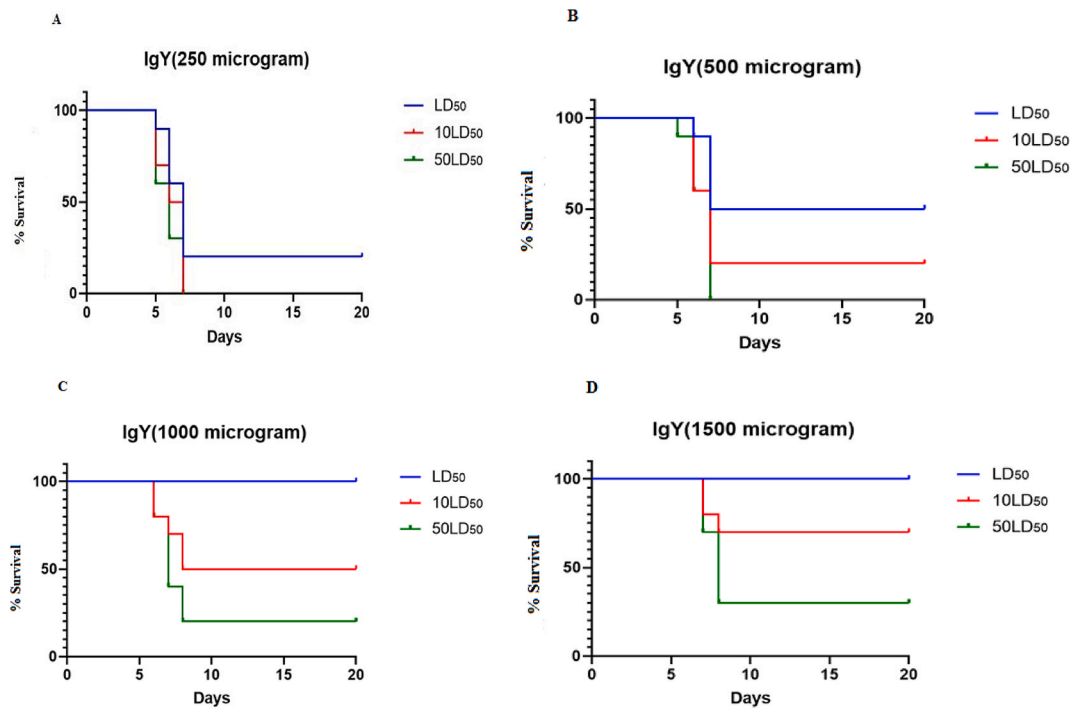 A
IgY(250 microgram)
LD50
10LD50
50LD50
% Survival
100
50
0
0 5 10 15 20
Days
B
IgY(500 microgram)
LD50
10LD50
50LD50
% Survival
100
50
0
0 5 10 15 20
Days
C
IgY(1000 microgram)
LD50
10LD50
50LD50
% Survival
100
50
0
0 5 10 15 20
Days
D
IgY(1500 microgram)
LD50
10LD50
50LD50
% Survival
100
50
0
0 5 10 15 20
Days